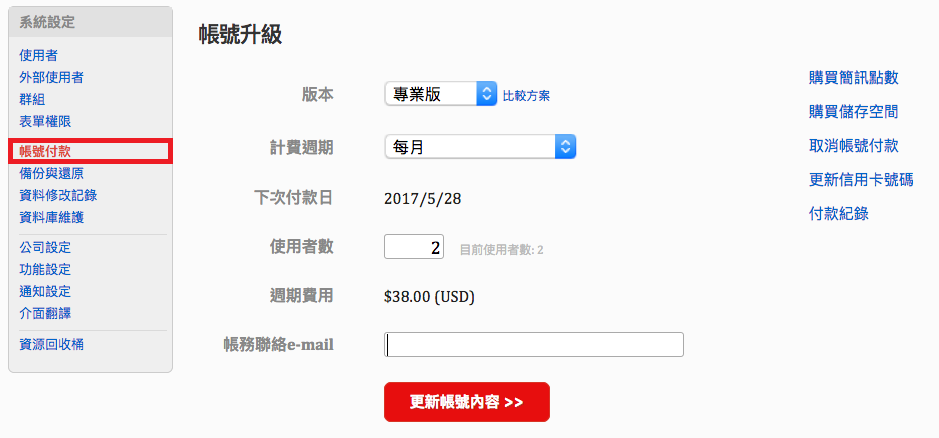 系統設定
使用者
外部使用者
群組
表單權限
帳號付款
備份與還原
資料修改記錄
資料庫維護
公司設定
功能設定
通知設定
介面翻譯
資源回收桶
帳號升級
版本 專業版 比較方案
計費週期 每月
下次付款日 2017/5/28
使用者數 2 目前使用者數: 2
週期費用 $38.00 (USD)
帳務聯絡e-mail
更新帳號內容 >>
購買簡訊點數
購買儲存空間
取消帳號付款
更新信用卡號碼
付款紀錄